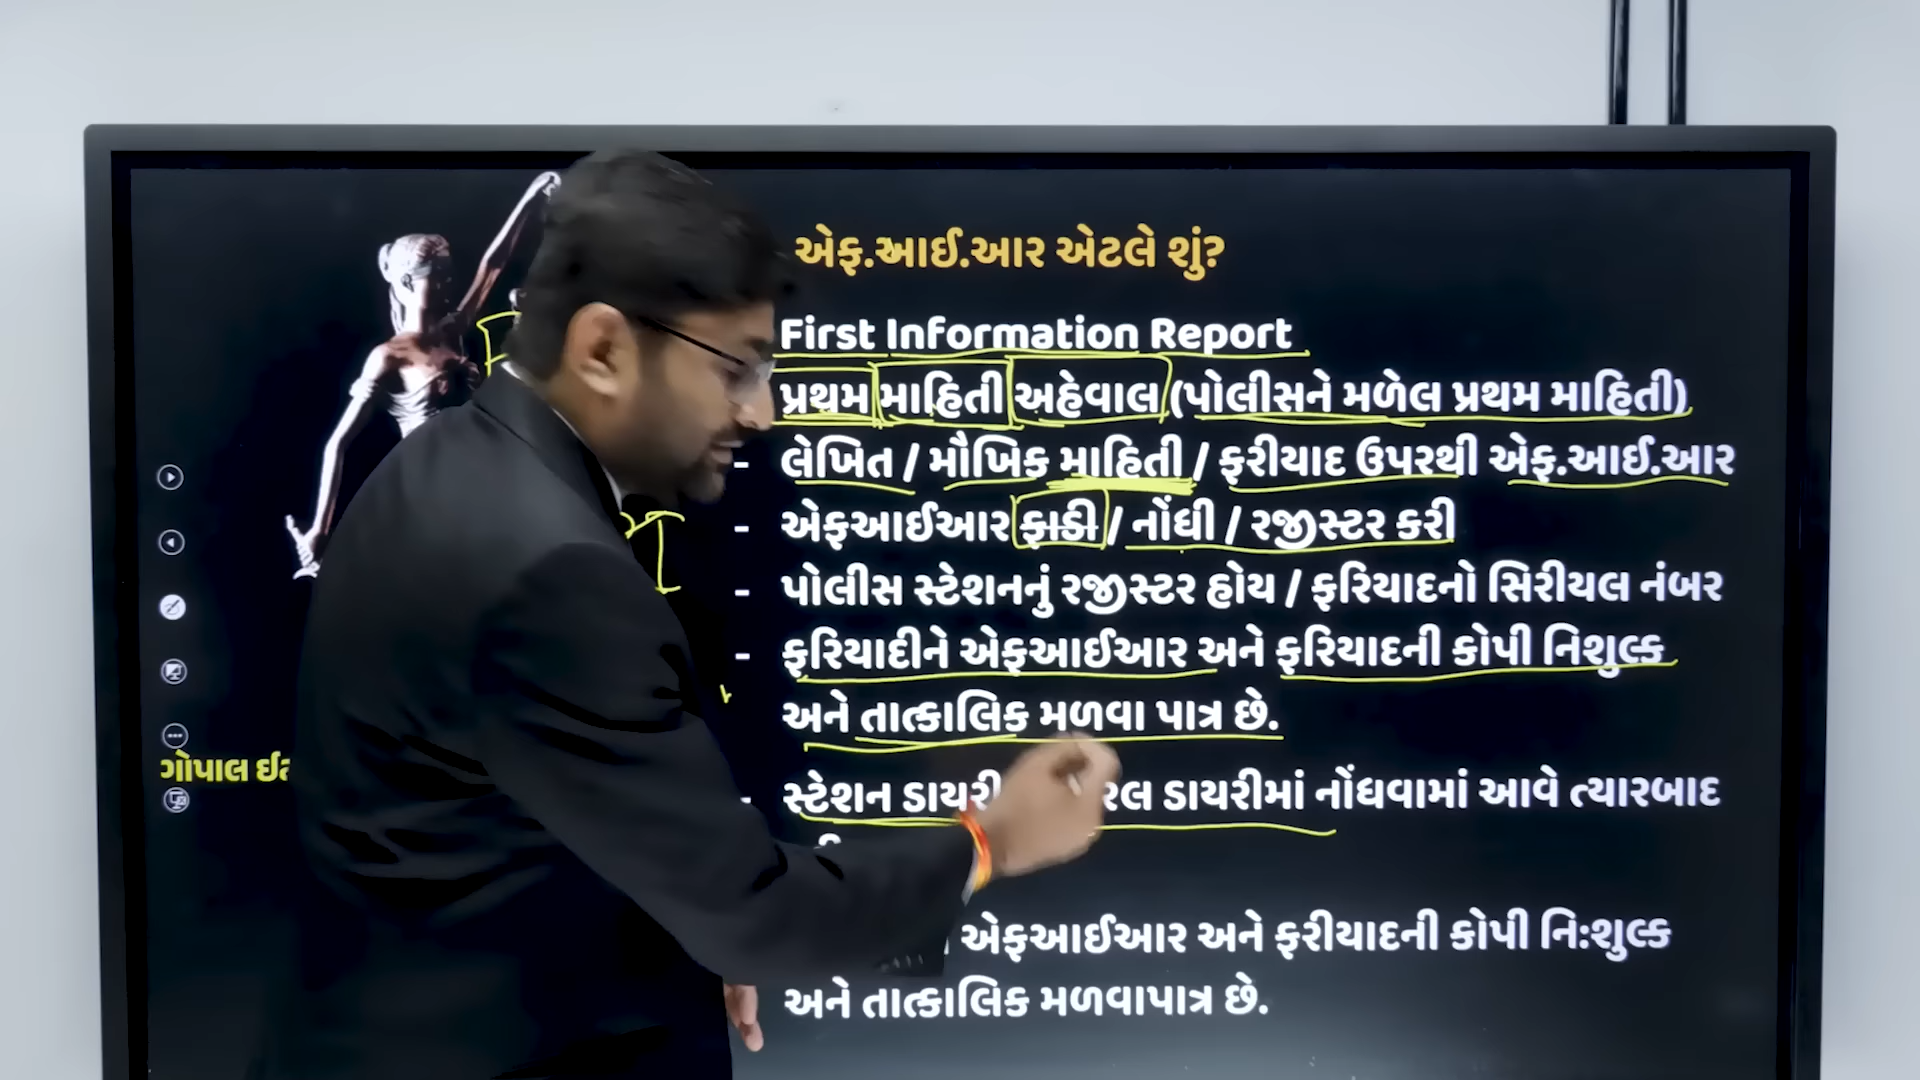 એફ.આઈ.આર એટલે શું?
First Information Report
પ્રથમ માહિતી અહેવાલ (પોલીસને મળેલ પ્રથમ માહિતી)
- લેખિત / મૌખિક માહિતી / ફરીયાદ ઉપરથી એફ.આઈ.આર
- એફઆઈઆર ફાડી / નોંધી / રજીસ્ટર કરી
- પોલીસ સ્ટેશનનું રજીસ્ટર હોય / ફરિયાદનો સિરીયલ નંબર
- ફરિયાદીને એફઆઈઆર અને ફરિયાદની કોપી નિશુલ્ક
અને તાત્કાલિક મળવા પાત્ર છે.
- સ્ટેશન ડાયરી ડાયરીમાં નોંધવામાં આવે ત્યારબાદ
એફઆઈઆર અને ફરીયાદની કોપી નિ:શુલ્ક
અને તાત્કાલિક મળવાપાત્ર છે.
ગોપાલ